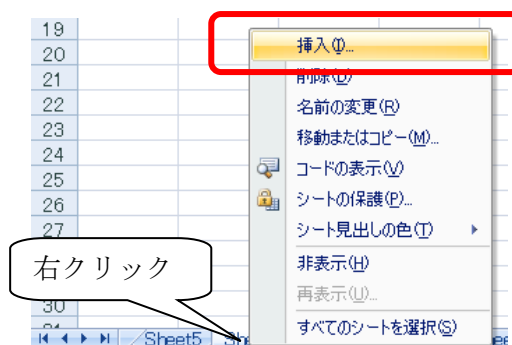 19
20
21
22
23
24
25
26
27
30
挿入(I)...
削除(D)
名前の変更(R)
移動またはコピー(M)...
コードの表示(V)
シートの保護(P)...
シート見出しの色(T)
非表示(H)
再表示(U)...
すべてのシートを選択(S)
右クリック
Sheet5